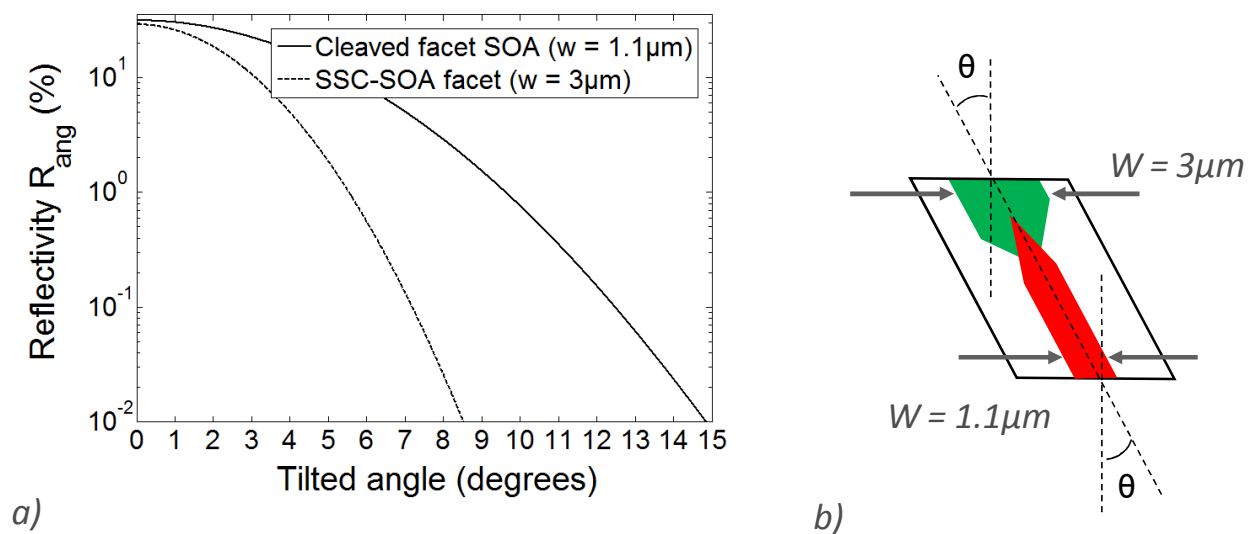 Reflectivity R_ang (%)
10^1
10^0
10^-1
10^-2
Cleaved facet SOA (w = 1.1µm)
SSC-SOA facet (w = 3µm)
0 1 2 3 4 5 6 7 8 9 10 11 12 13 14 15
Tilted angle (degrees)
a)
θ
W = 3µm
W = 1.1µm
θ
b)